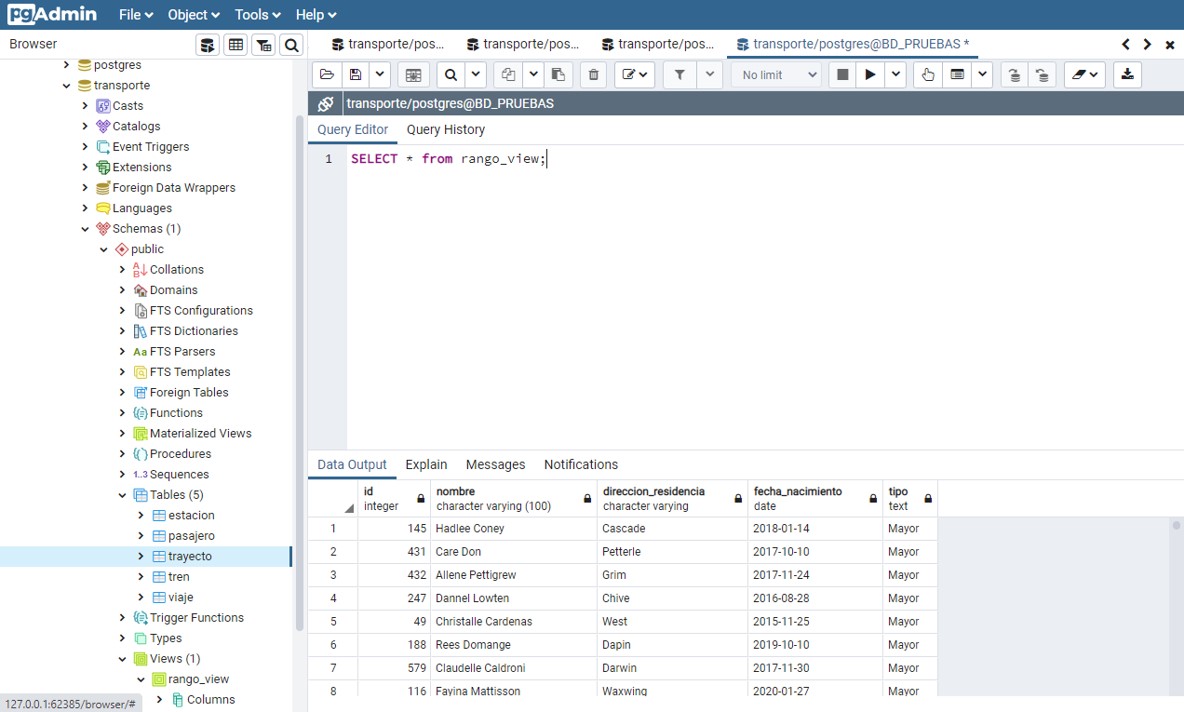 pgAdmin File Object Tools Help
Browser
transporte/pos... transporte/pos... transporte/pos... transporte/postgres@BD_PRUEBAS *
No limit
transporte/postgres@BD_PRUEBAS
Query Editor Query History
1 SELECT * from rango_view;
postgres
transporte
Casts
Catalogs
Event Triggers
Extensions
Foreign Data Wrappers
Languages
Schemas (1)
public
Collations
Domains
FTS Configurations
FTS Dictionaries
Aa FTS Parsers
FTS Templates
Foreign Tables
Functions
Materialized Views
Procedures
1..3 Sequences
Tables (5)
estacion
pasajero
trayecto
tren
viaje
Trigger Functions
Types
Views (1)
rango_view
Columns
127.0.0.1:62385/browser/#
Data Output Explain Messages Notifications
id nombre direccion_residencia fecha_nacimiento tipo
integer character varying (100) character varying date text
1 145 Hadlee Coney Cascade 2018-01-14 Mayor
2 431 Care Don Petterle 2017-10-10 Mayor
3 432 Allene Pettigrew Grim 2017-11-24 Mayor
4 247 Dannel Lowten Chive 2016-08-28 Mayor
5 49 Christalle Cardenas West 2015-11-25 Mayor
6 188 Rees Domange Dapin 2019-10-10 Mayor
7 579 Claudelle Caldroni Darwin 2017-11-30 Mayor
8 116 Favina Mattisson Waxwing 2020-01-27 Mayor